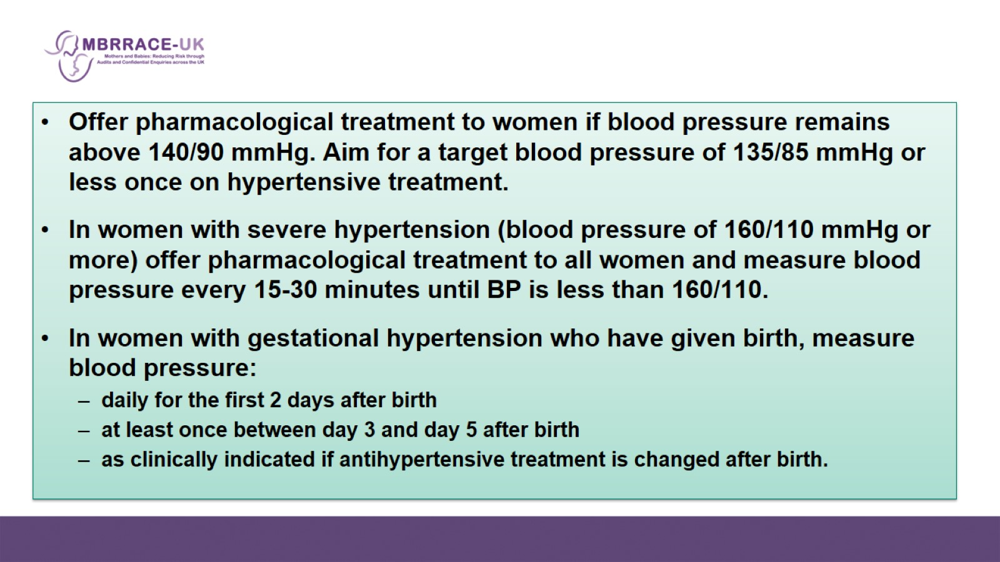 MBRRACE-UK
Mothers and Babies: Reducing Risk through
Audits and Confidential Enquiries across the UK
• Offer pharmacological treatment to women if blood pressure remains
above 140/90 mmHg. Aim for a target blood pressure of 135/85 mmHg or
less once on hypertensive treatment.
• In women with severe hypertension (blood pressure of 160/110 mmHg or
more) offer pharmacological treatment to all women and measure blood
pressure every 15-30 minutes until BP is less than 160/110.
• In women with gestational hypertension who have given birth, measure
blood pressure:
– daily for the first 2 days after birth
– at least once between day 3 and day 5 after birth
– as clinically indicated if antihypertensive treatment is changed after birth.